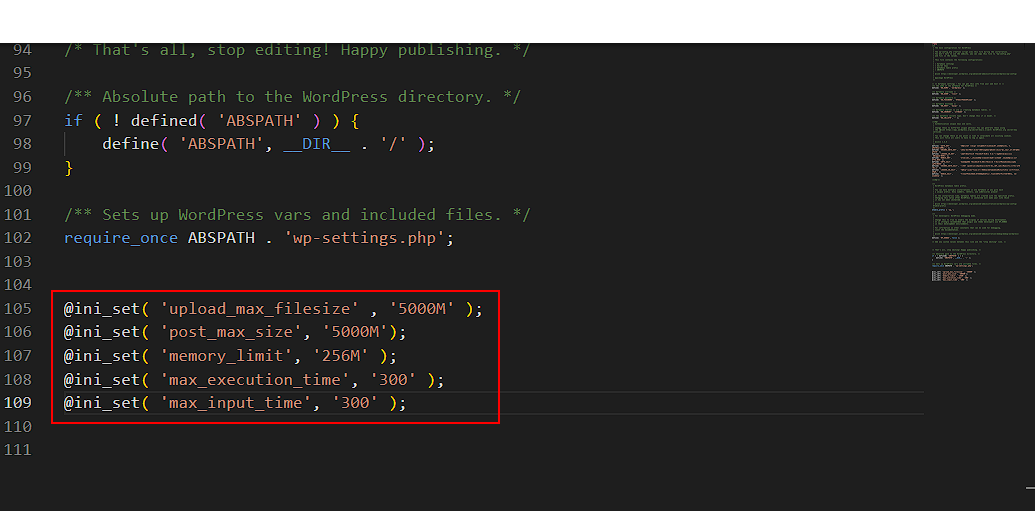 94 /* That's all, stop editing! Happy publishing. */
95
96 /** Absolute path to the WordPress directory. */
97 if ( ! defined( 'ABSPATH' ) ) {
98 define( 'ABSPATH', __DIR__ . '/' );
99 }
100
101 /** Sets up WordPress vars and included files. */
102 require_once ABSPATH . 'wp-settings.php';
103
104
105 @ini_set( 'upload_max_filesize' , '5000M' );
106 @ini_set( 'post_max_size', '5000M');
107 @ini_set( 'memory_limit', '256M' );
108 @ini_set( 'max_execution_time', '300' );
109 @ini_set( 'max_input_time', '300' );
110
111